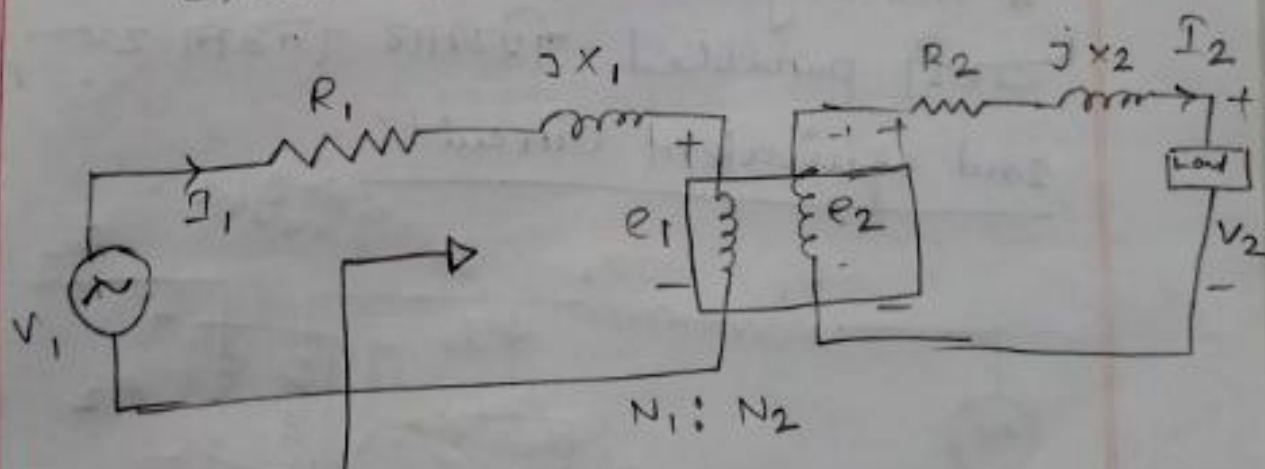 R₁ jX₁
R₂ jX₂ I₂
+ - + +
I₁
e₁ e₂
Load
V₁
V₂
- - - -
N₁ : N₂